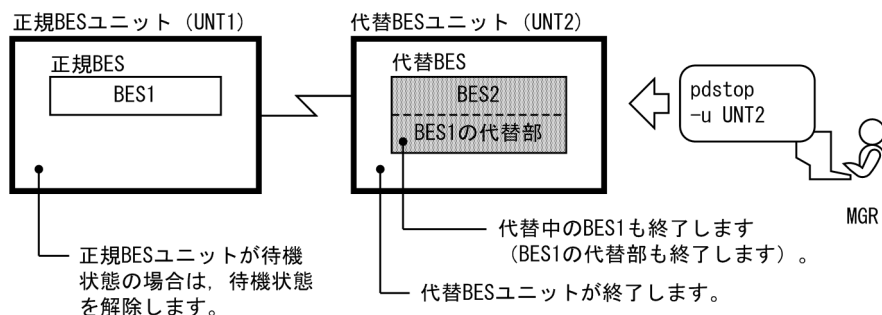 正規BESユニット（UNT1）
正規BES
BES1
代替BESユニット（UNT2）
代替BES
BES2
BES1の代替部
pdstop
-u UNT2
MGR
代替中のBES1も終了します
（BES1の代替部も終了します）。
正規BESユニットが待機
状態の場合は，待機状態
を解除します。
代替BESユニットが終了します。